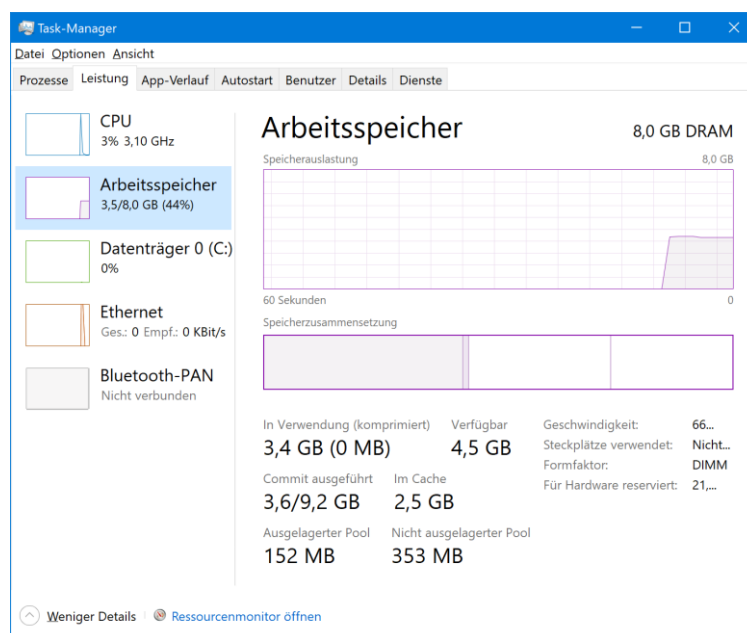 Task-Manager
Datei Optionen Ansicht
Prozesse Leistung App-Verlauf Autostart Benutzer Details Dienste
CPU
3% 3,10 GHz
Arbeitsspeicher
3,5/8,0 GB (44%)
Datenträger 0 (C:)
0%
Ethernet
Ges.: 0 Empf.: 0 KBit/s
Bluetooth-PAN
Nicht verbunden
Arbeitsspeicher 8,0 GB DRAM
Speicherauslastung 8,0 GB
60 Sekunden 0
Speicherzusammensetzung
In Verwendung (komprimiert) Verfügbar
3,4 GB (0 MB) 4,5 GB
Commit ausgeführt Im Cache
3,6/9,2 GB 2,5 GB
Ausgelagerter Pool Nicht ausgelagerter Pool
152 MB 353 MB
Geschwindigkeit: 66...
Steckplätze verwendet: Nicht...
Formfaktor: DIMM
Für Hardware reserviert: 21,...
Weniger Details Ressourcenmonitor öffnen